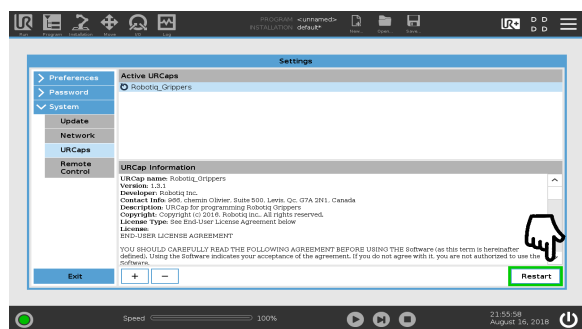 PROGRAM <unnamed>
INSTALLATION default*
Run Program Installation Move I/O Log New... Open... Save...
UR+
D D
D D
Settings
Preferences
Password
System
Update
Network
URCaps
Remote
Control
Exit
Active URCaps
Robotiq_Grippers
URCap Information
URCap name: Robotiq_Grippers
Version: 1.3.1
Developer: Robotiq Inc.
Contact Info: 966, chemin Olivier, Suite 500, Levis, Qc, G7A 2N1, Canada
Description: URCap for programming Robotiq Grippers
Copyright: Copyright (c) 2016. Robotiq inc.. All rights reserved.
License Type: See End-User License Agreement below
License:
END-USER LICENSE AGREEMENT
YOU SHOULD CAREFULLY READ THE FOLLOWING AGREEMENT BEFORE USING THE Software (as this term is hereinafter
defined). Using the Software indicates your acceptance of the agreement. If you do not agree with it, you are not authorized to use the
Software.
+ −
Restart
Speed 100%
21:55:58
August 16, 2018